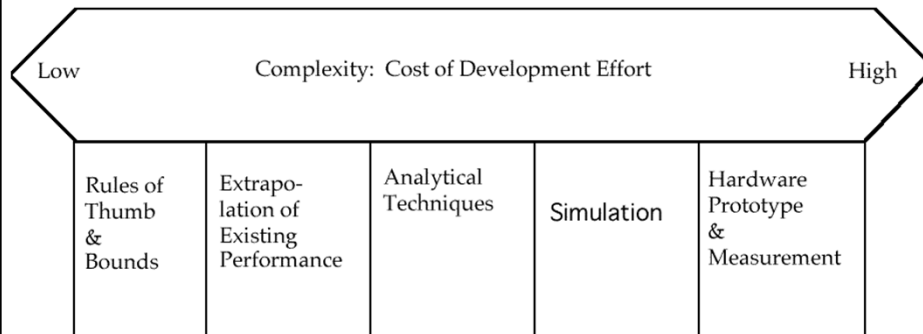 Low Complexity: Cost of Development Effort High
Rules of
Thumb
&
Bounds
Extrapo-
lation of
Existing
Performance
Analytical
Techniques
Simulation
Hardware
Prototype
&
Measurement